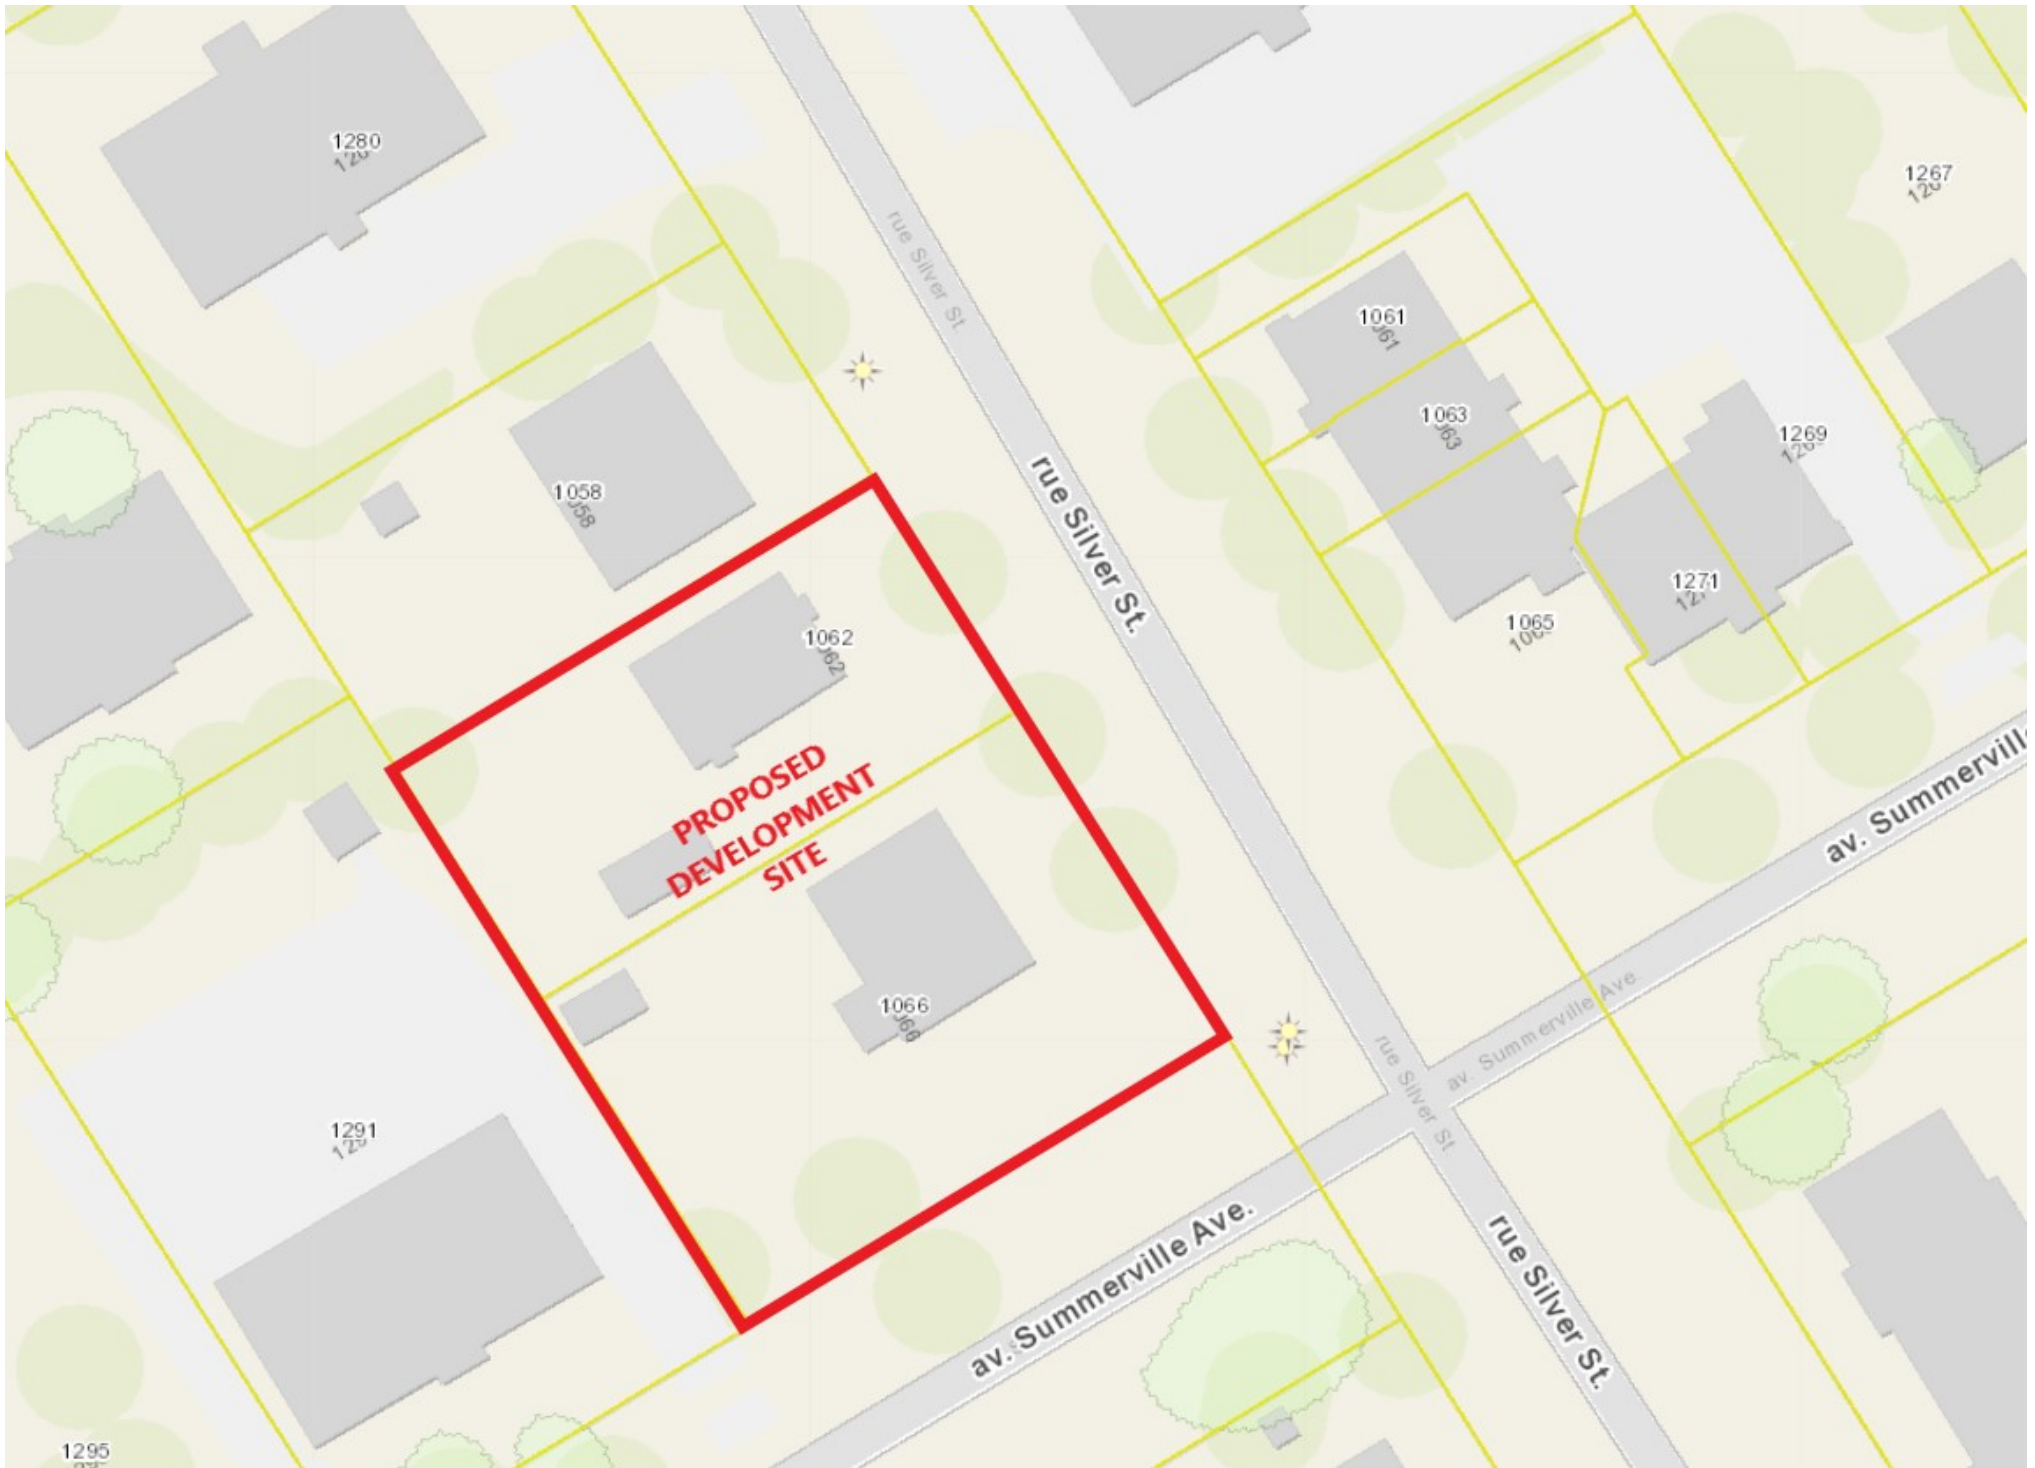 1280
1267
rue Silver St.
1061
1063
1269
1058
rue Silver St.
1271
1065
1062
PROPOSED
DEVELOPMENT
SITE
av. Summerville
1066
av. Summerville Ave.
rue Silver St
1291
av. Summerville Ave.
rue Silver St.
1295